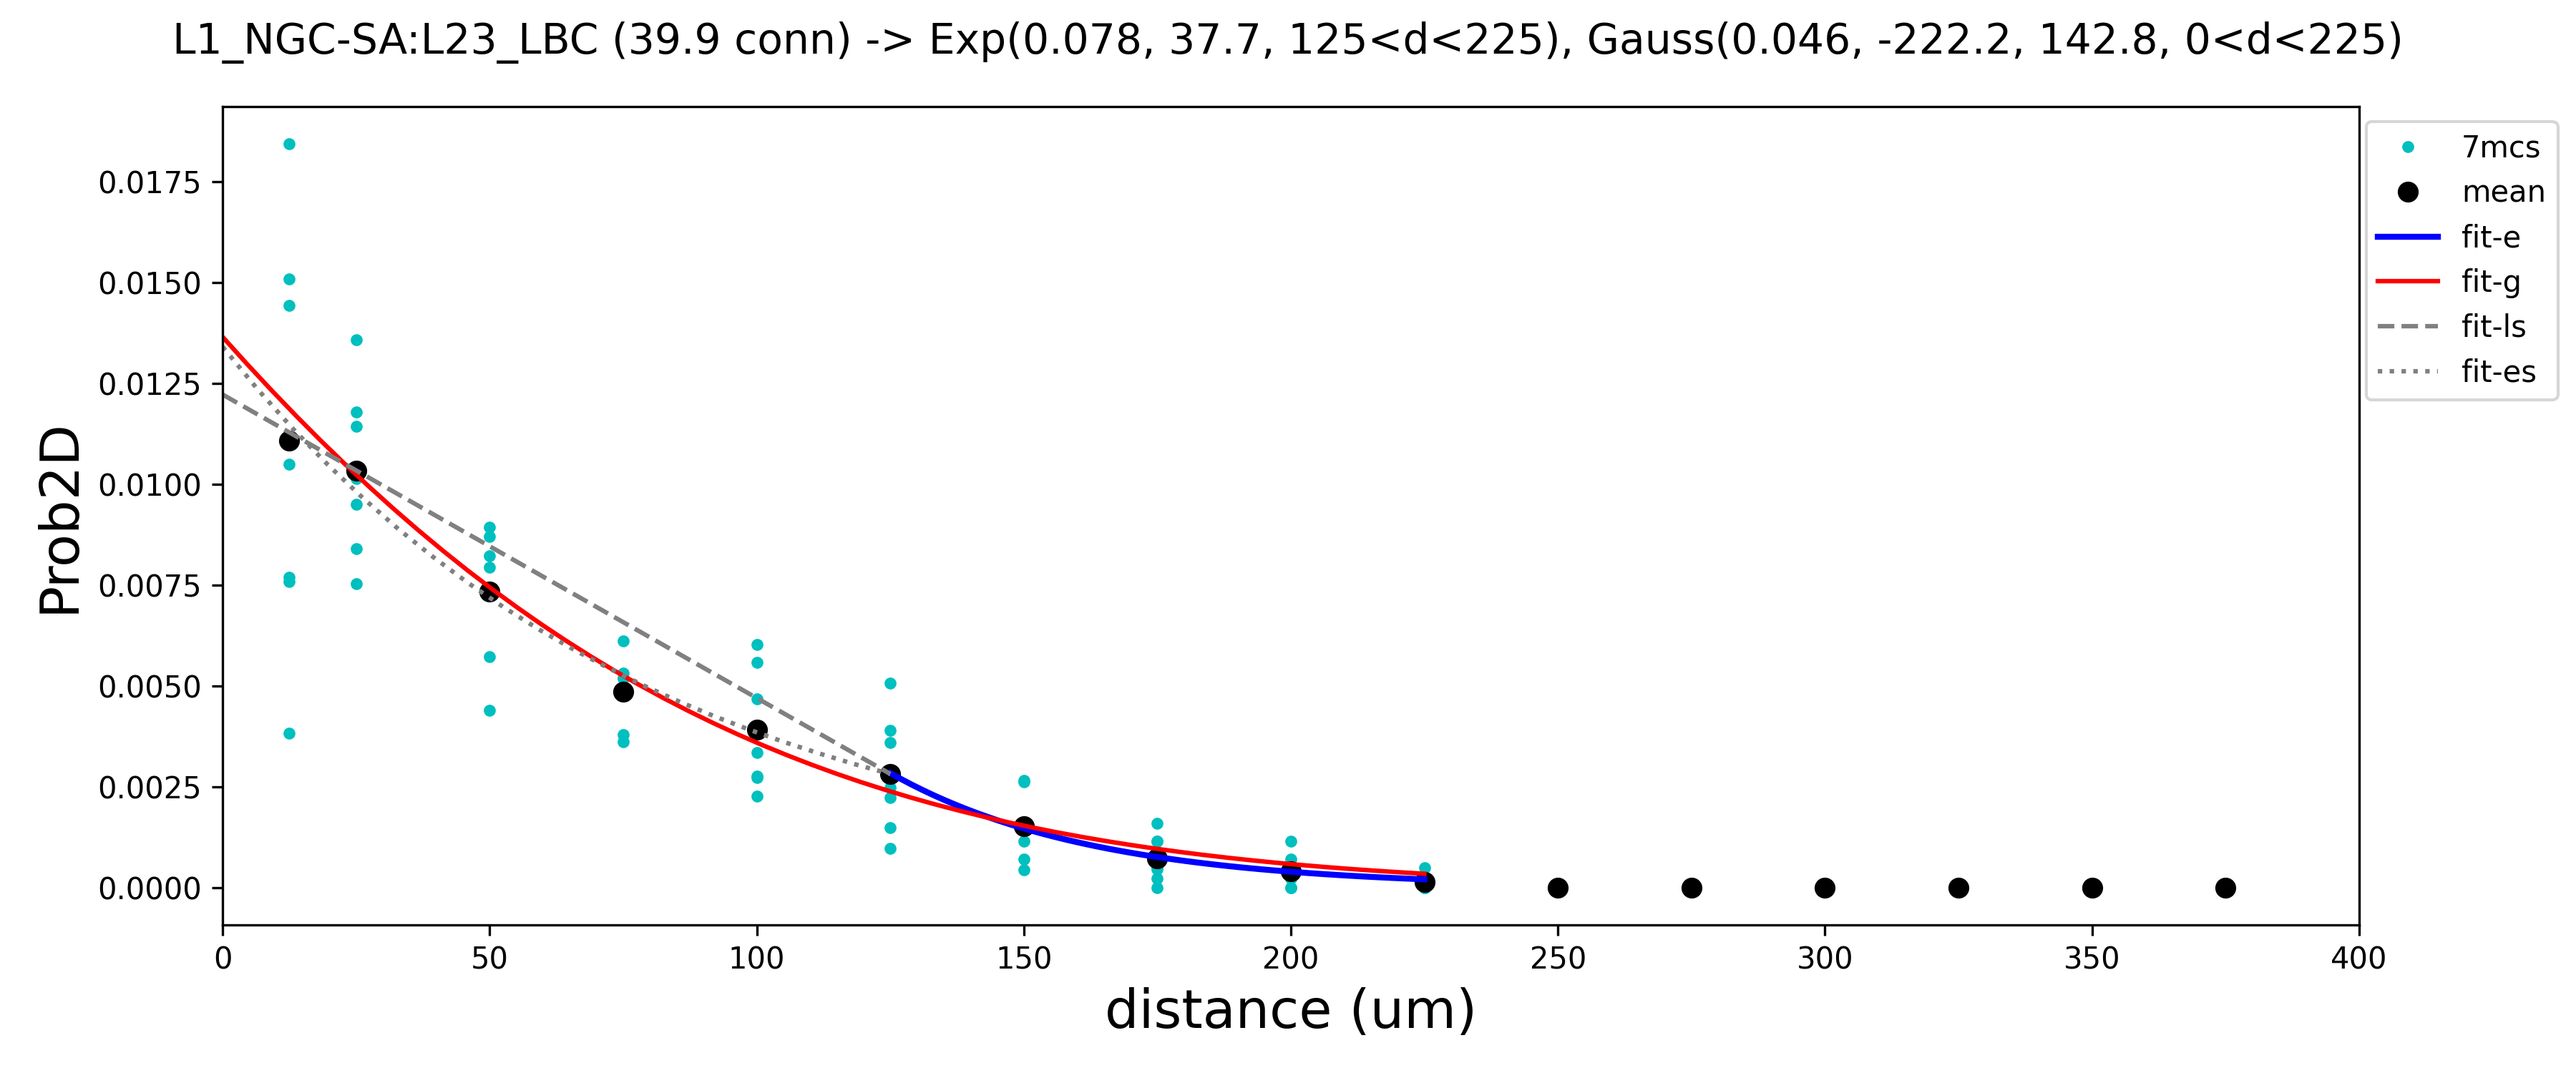 L1_NGC-SA:L23_LBC (39.9 conn) -> Exp(0.078, 37.7, 125<d<225), Gauss(0.046, -222.2, 142.8, 0<d<225)
7mcs
mean
fit-e
fit-g
fit-ls
fit-es
Prob2D
0.0175
0.0150
0.0125
0.0100
0.0075
0.0050
0.0025
0.0000
0 50 100 150 200 250 300 350 400
distance (um)